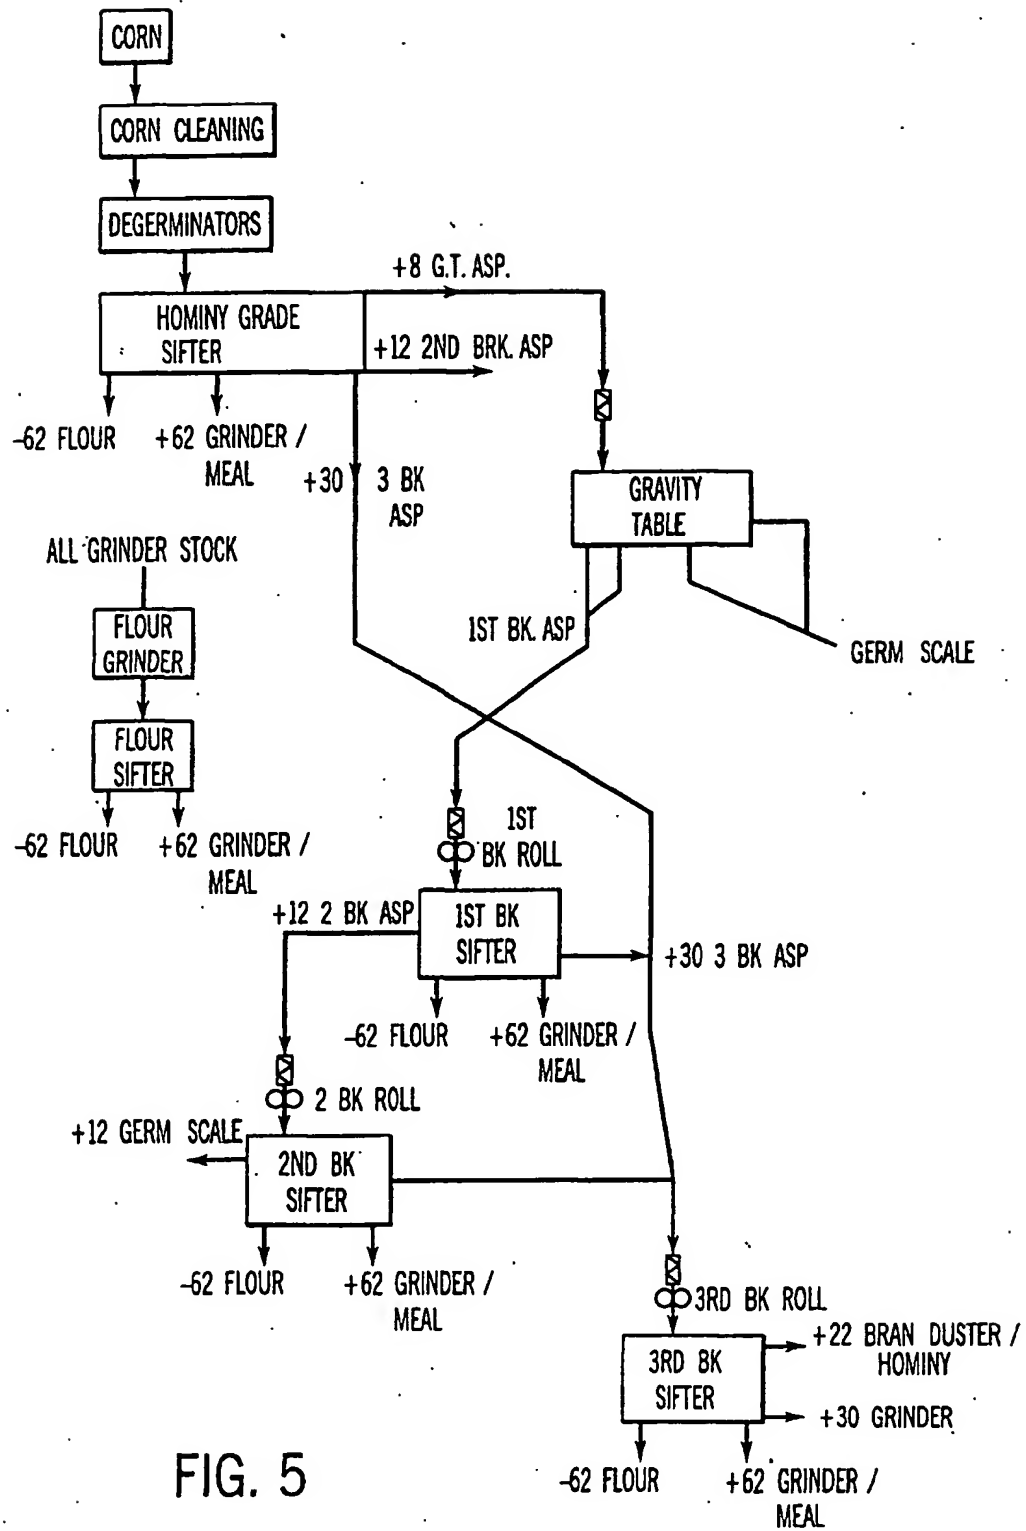 CORN
CORN CLEANING
DEGERMINATORS
+8 G.T. ASP.
HOMINY GRADE
SIFTER
+12 2ND BRK. ASP
-62 FLOUR
+62 GRINDER /
MEAL
+30 3 BK
ASP
GRAVITY
TABLE
ALL GRINDER STOCK
FLOUR
GRINDER
1ST BK. ASP
GERM SCALE
FLOUR
SIFTER
-62 FLOUR
+62 GRINDER /
MEAL
1ST
BK ROLL
+12 2 BK ASP
1ST BK
SIFTER
+30 3 BK ASP
-62 FLOUR
+62 GRINDER /
MEAL
2 BK ROLL
+12 GERM SCALE
2ND BK
SIFTER
-62 FLOUR
+62 GRINDER /
MEAL
3RD BK ROLL
+22 BRAN DUSTER /
HOMINY
3RD BK
SIFTER
+30 GRINDER
-62 FLOUR
+62 GRINDER /
MEAL
FIG. 5